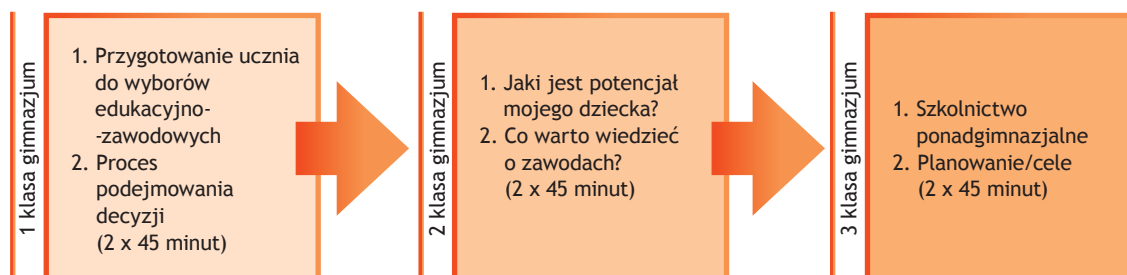 1 klasa gimnazjum
1. Przygotowanie ucznia
do wyborów
edukacyjno-
-zawodowych
2. Proces
podejmowania
decyzji
(2 x 45 minut)
2 klasa gimnazjum
1. Jaki jest potencjał
mojego dziecka?
2. Co warto wiedzieć
o zawodach?
(2 x 45 minut)
3 klasa gimnazjum
1. Szkolnictwo
ponadgimnazjalne
2. Planowanie/cele
(2 x 45 minut)